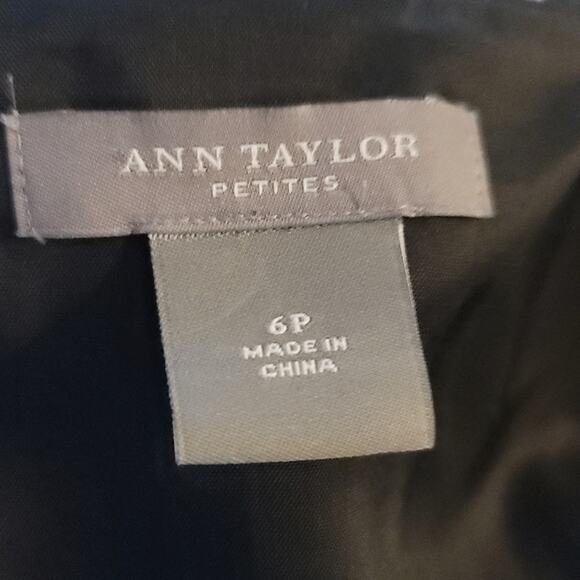 ANN TAYLOR
PETITES
6P
MADE IN
CHINA